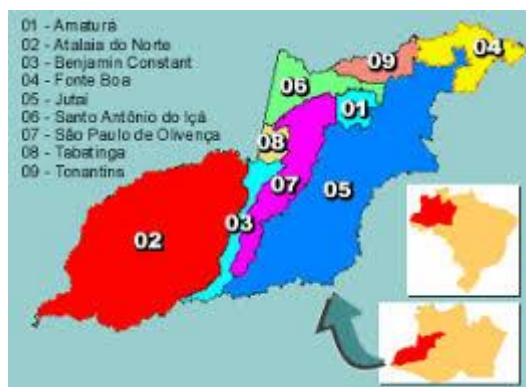 01 - Amaturá
02 - Atalaia do Norte
03 - Benjamin Constant
04 - Fonte Boa
05 - Jutaí
06 - Santo Antônio do Içá
07 - São Paulo de Olivença
08 - Tabatinga
09 - Tonantins
09
04
06
01
08
07
05
03
02